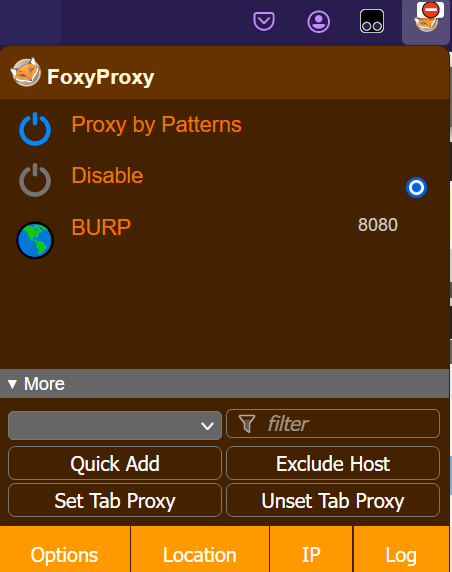 FoxyProxy
Proxy by Patterns
Disable
BURP 8080
▼ More
filter
Quick Add Exclude Host
Set Tab Proxy Unset Tab Proxy
Options Location IP Log